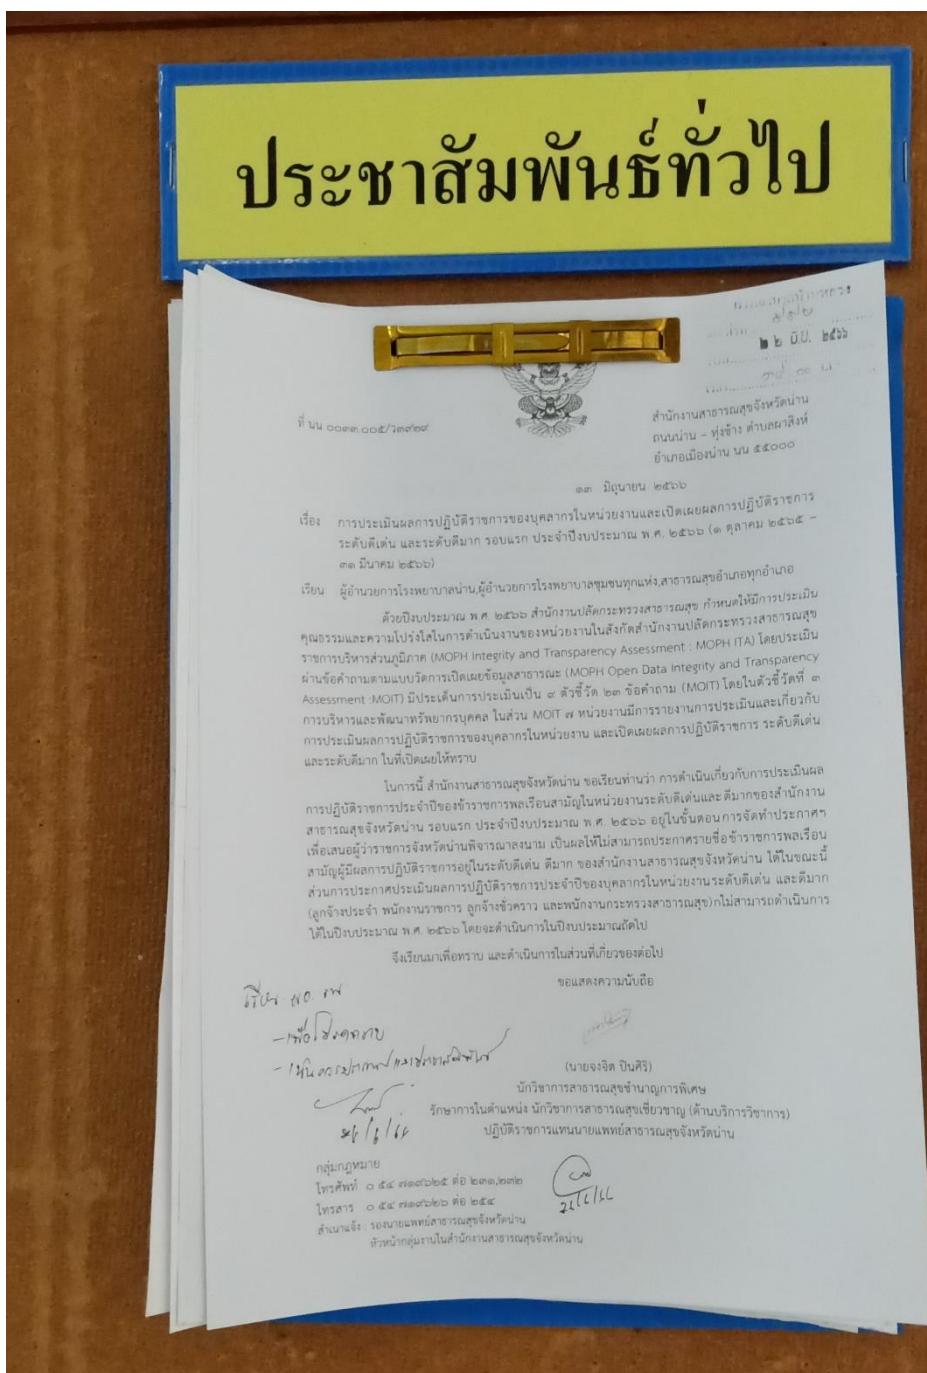 ประชาสัมพันธ์ทั่วไป
๒ ๒ มิ.ย. ๒๕๖๖
ที่ นน ๐๐๓๓.๐๐๕/ว๓๙๒๙
สำนักงานสาธารณสุขจังหวัดน่าน
ถนนน่าน – ทุ่งช้าง ตำบลผาสิงห์
อำเภอเมืองน่าน นน ๕๕๐๐๐
๑๓ มิถุนายน ๒๕๖๖
เรื่อง การประเมินผลการปฏิบัติราชการของบุคลากรในหน่วยงานและเปิดเผยผลการปฏิบัติราชการ
ระดับดีเด่น และระดับดีมาก รอบแรก ประจำปีงบประมาณ พ.ศ. ๒๕๖๖ (๑ ตุลาคม ๒๕๖๕ –
๓๑ มีนาคม ๒๕๖๖)
เรียน ผู้อำนวยการโรงพยาบาลน่าน,ผู้อำนวยการโรงพยาบาลชุมชนทุกแห่ง,สาธารณสุขอำเภอทุกอำเภอ
ด้วยปีงบประมาณ พ.ศ. ๒๕๖๖ สำนักงานปลัดกระทรวงสาธารณสุข กำหนดให้มีการประเมิน
คุณธรรมและความโปร่งใสในการดำเนินงานของหน่วยงานในสังกัดสำนักงานปลัดกระทรวงสาธารณสุข
ราชการบริหารส่วนภูมิภาค (MOPH Integrity and Transparency Assessment : MOPH ITA) โดยประเมิน
ผ่านข้อคำถามตามแบบวัดการเปิดเผยข้อมูลสาธารณะ (MOPH Open Data Integrity and Transparency
Assessment :MOIT) มีประเด็นการประเมินเป็น ๙ ตัวชี้วัด ๒๓ ข้อคำถาม (MOIT) โดยในตัวชี้วัดที่ ๓
การบริหารและพัฒนาทรัพยากรบุคคล ในส่วน MOIT ๗ หน่วยงานมีการรายงานการประเมินและเกี่ยวกับ
การประเมินผลการปฏิบัติราชการของบุคลากรในหน่วยงาน และเปิดเผยผลการปฏิบัติราชการ ระดับดีเด่น
และระดับดีมาก ในที่เปิดเผยให้ทราบ
ในการนี้ สำนักงานสาธารณสุขจังหวัดน่าน ขอเรียนท่านว่า การดำเนินเกี่ยวกับการประเมินผล
การปฏิบัติราชการประจำปีของข้าราชการพลเรือนสามัญในหน่วยงานระดับดีเด่นและดีมากของสำนักงาน
สาธารณสุขจังหวัดน่าน รอบแรก ประจำปีงบประมาณ พ.ศ. ๒๕๖๖ อยู่ในขั้นตอนการจัดทำประกาศฯ
เพื่อเสนอผู้ว่าราชการจังหวัดน่านพิจารณาลงนาม เป็นผลให้ไม่สามารถประกาศรายชื่อข้าราชการพลเรือน
สามัญผู้มีผลการปฏิบัติราชการอยู่ในระดับดีเด่น ดีมาก ของสำนักงานสาธารณสุขจังหวัดน่าน ได้ในขณะนี้
ส่วนการประกาศประเมินผลการปฏิบัติราชการประจำปีของบุคลากรในหน่วยงานระดับดีเด่น และดีมาก
(ลูกจ้างประจำ พนักงานราชการ ลูกจ้างชั่วคราว และพนักงานกระทรวงสาธารณสุข)กไม่สามารถดำเนินการ
ได้ในปีงบประมาณ พ.ศ. ๒๕๖๖ โดยจะดำเนินการในปีงบประมาณถัดไป
จึงเรียนมาเพื่อทราบ และดำเนินการในส่วนที่เกี่ยวของต่อไป
ขอแสดงความนับถือ
เรียน ผอ. รพ
- เพื่อโปรดทราบ
(นายจงจิต ปินศิริ)
นักวิชาการสาธารณสุขชำนาญการพิเศษ
รักษาการในตำแหน่ง นักวิชาการสาธารณสุขเชี่ยวชาญ (ด้านบริการวิชาการ)
ปฏิบัติราชการแทนนายแพทย์สาธารณสุขจังหวัดน่าน
กลุ่มกฎหมาย
โทรศัพท์ ๐ ๕๔ ๗๑๙๖๒๕ ต่อ ๒๓๑,๒๓๒
โทรสาร ๐ ๕๔ ๗๑๙๖๒๖ ต่อ ๒๕๔
สำเนาแจ้ง : รองนายแพทย์สาธารณสุขจังหวัดน่าน
หัวหน้ากลุ่มงานในสำนักงานสาธารณสุขจังหวัดน่าน